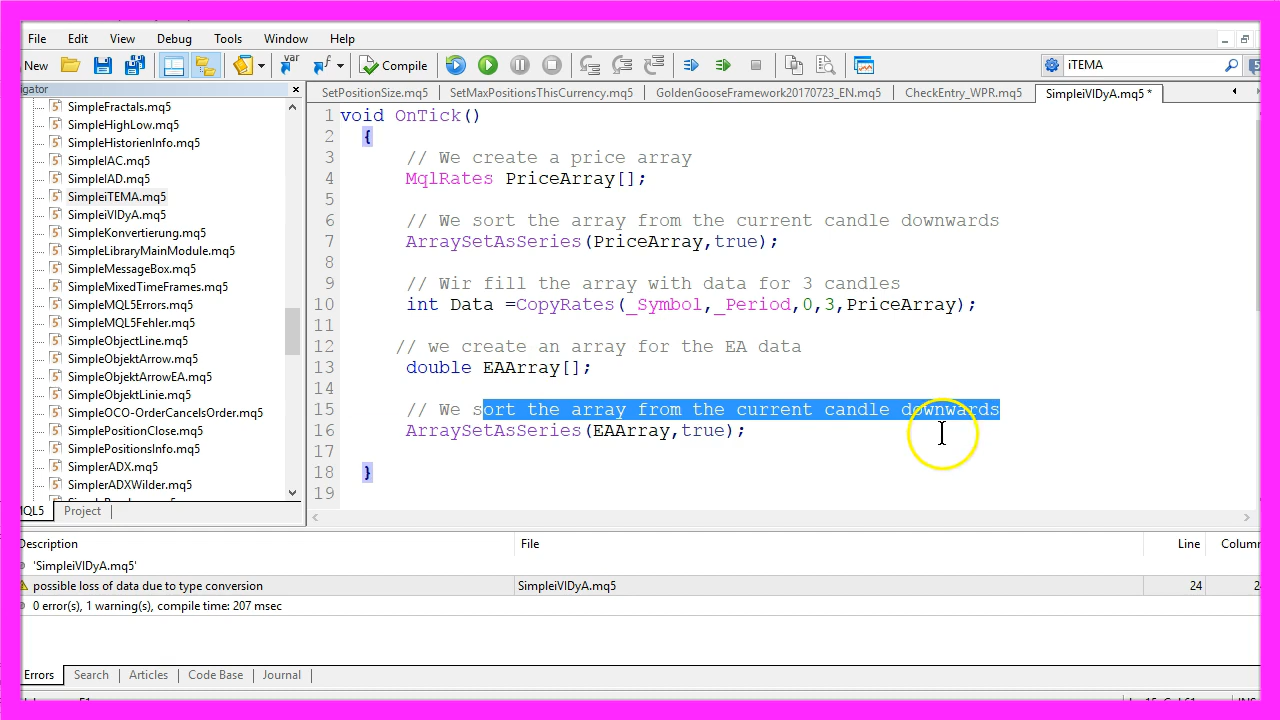 File Edit View Debug Tools Window Help
New Compile iTEMA
SetPositionSize.mq5 SetMaxPositionsThisCurrency.mq5 GoldenGooseFramework20170723_EN.mq5 CheckEntry_WPR.mq5 SimpleiVIDyA.mq5 *
SimpleFractals.mq5
SimpleHighLow.mq5
SimpleHistorienInfo.mq5
SimpleIAC.mq5
SimpleIAD.mq5
SimpleiTEMA.mq5
SimpleiVIDyA.mq5
SimpleKonvertierung.mq5
SimpleLibraryMainModule.mq5
SimpleMessageBox.mq5
SimpleMixedTimeFrames.mq5
SimpleMQL5Errors.mq5
SimpleMQL5Fehler.mq5
SimpleObjectLine.mq5
SimpleObjektArrow.mq5
SimpleObjektArrowEA.mq5
SimpleObjektLinie.mq5
SimpleOCO-OrderCancelsOrder.mq5
SimplePositionClose.mq5
SimplePositionsInfo.mq5
SimplerADX.mq5
SimplerADXWilder.mq5
MQL5 Project
1 void OnTick()
2 {
3 // We create a price array
4 MqlRates PriceArray[];
5
6 // We sort the array from the current candle downwards
7 ArraySetAsSeries(PriceArray,true);
8
9 // Wir fill the array with data for 3 candles
10 int Data =CopyRates(_Symbol,_Period,0,3,PriceArray);
11
12 // we create an array for the EA data
13 double EAArray[];
14
15 // We sort the array from the current candle downwards
16 ArraySetAsSeries(EAArray,true);
17
18 }
19
Description File Line Column
'SimpleiVIDyA.mq5'
possible loss of data due to type conversion SimpleiVIDyA.mq5 24
0 error(s), 1 warning(s), compile time: 207 msec
Errors Search Articles Code Base Journal